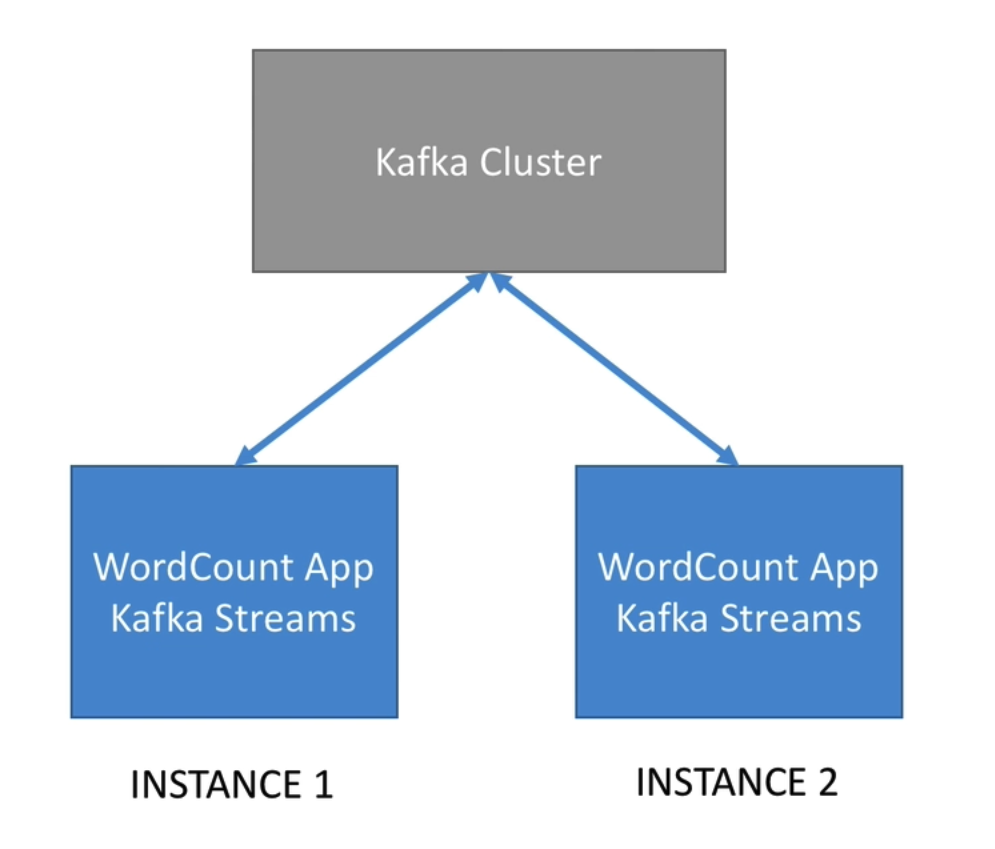 Kafka Cluster
WordCount App
Kafka Streams
WordCount App
Kafka Streams
INSTANCE 1
INSTANCE 2